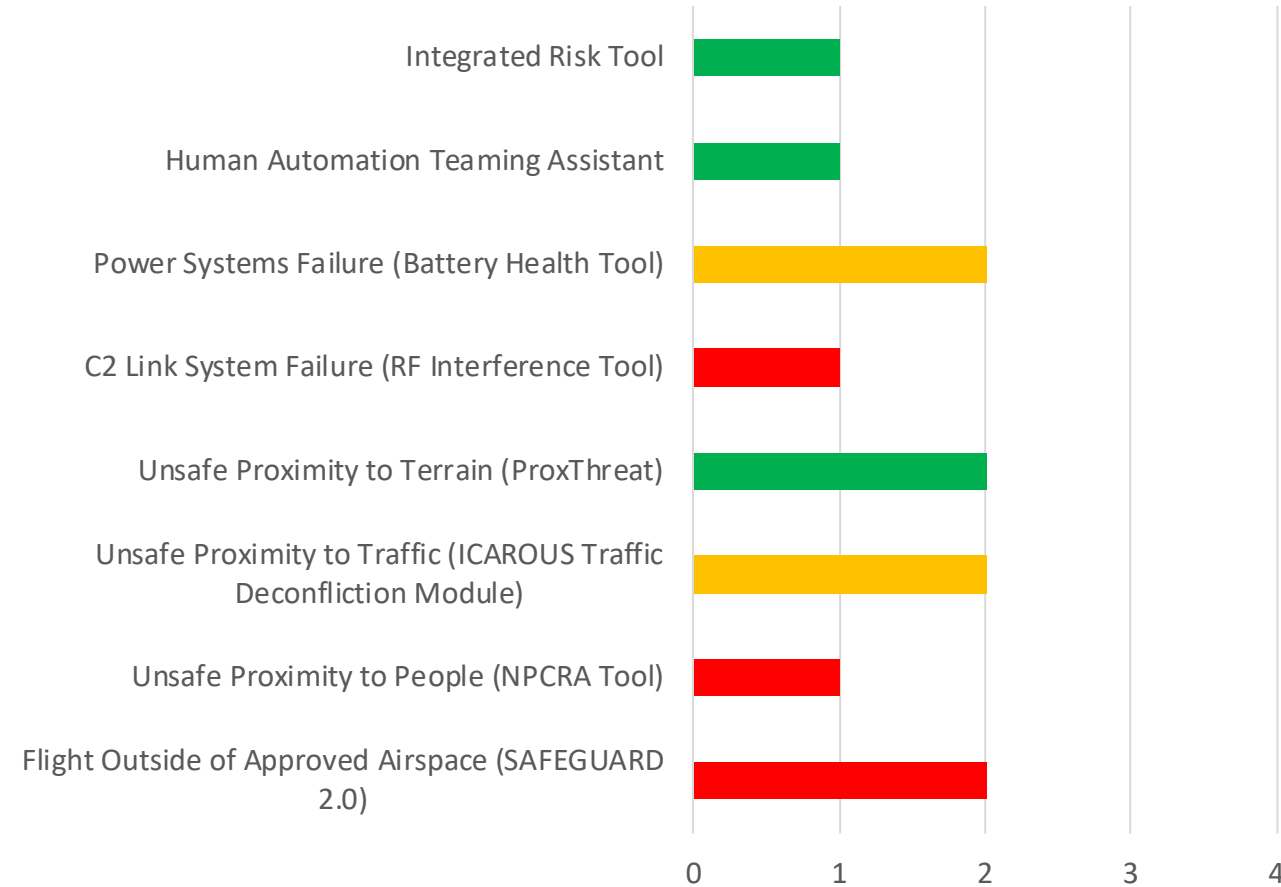 Integrated Risk Tool
Human Automation Teaming Assistant
Power Systems Failure (Battery Health Tool)
C2 Link System Failure (RF Interference Tool)
Unsafe Proximity to Terrain (ProxThreat)
Unsafe Proximity to Traffic (ICAROUS Traffic
Deconfliction Module)
Unsafe Proximity to People (NPCRA Tool)
Flight Outside of Approved Airspace (SAFEGUARD
2.0)
0 1 2 3 4